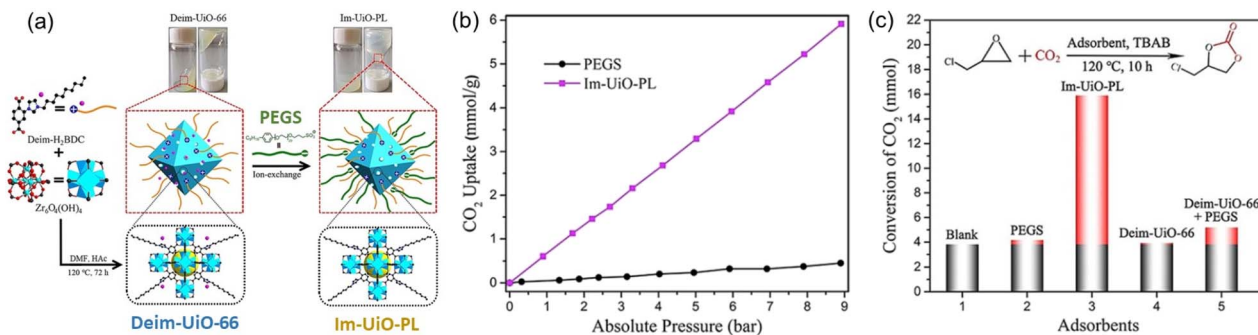 (a)
Deim-UiO-66
Im-UiO-PL
Deim-H₂BDC
+
Zr₆O₄(OH)₄
PEGS
Ion-exchange
DMF, HAc
120 °C, 72 h
Deim-UiO-66
Im-UiO-PL
(b)
CO₂ Uptake mmol/g
6
5
4
3
2
1
0
PEGS
Im-UiO-PL
0 1 2 3 4 5 6 7 8 9
Absolute Pressure (bar)
(c)
Conversion of CO₂ (mmol)
22
20
18
16
14
12
10
8
6
4
2
0
O
Cl
+ CO₂
Adsorbent, TBAB
120 °C, 10 h
O
O
O
Cl
Im-UiO-PL
Blank
PEGS
Deim-UiO-66
Deim-UiO-66
+ PEGS
1 2 3 4 5
Adsorbents